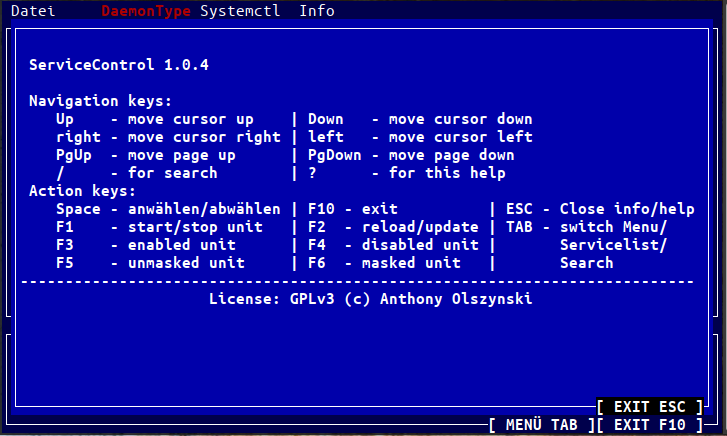 Datei     DaemonType Systemctl  Info
ServiceControl 1.0.4
Navigation keys:
Up    - move cursor up    | Down   - move cursor down
right - move cursor right | left   - move cursor left
PgUp  - move page up      | PgDown - move page down
/     - for search        | ?      - for this help
Action keys:
Space - anwählen/abwählen | F10 - exit          | ESC - Close info/help
F1    - start/stop unit   | F2  - reload/update | TAB - switch Menu/
F3    - enabled unit      | F4  - disabled unit |       Servicelist/
F5    - unmasked unit     | F6  - masked unit   |       Search
---------------------------------------------------------------------------
License: GPLv3 (c) Anthony Olszynski
[ EXIT ESC ]
[ MENÜ TAB ][ EXIT F10 ]